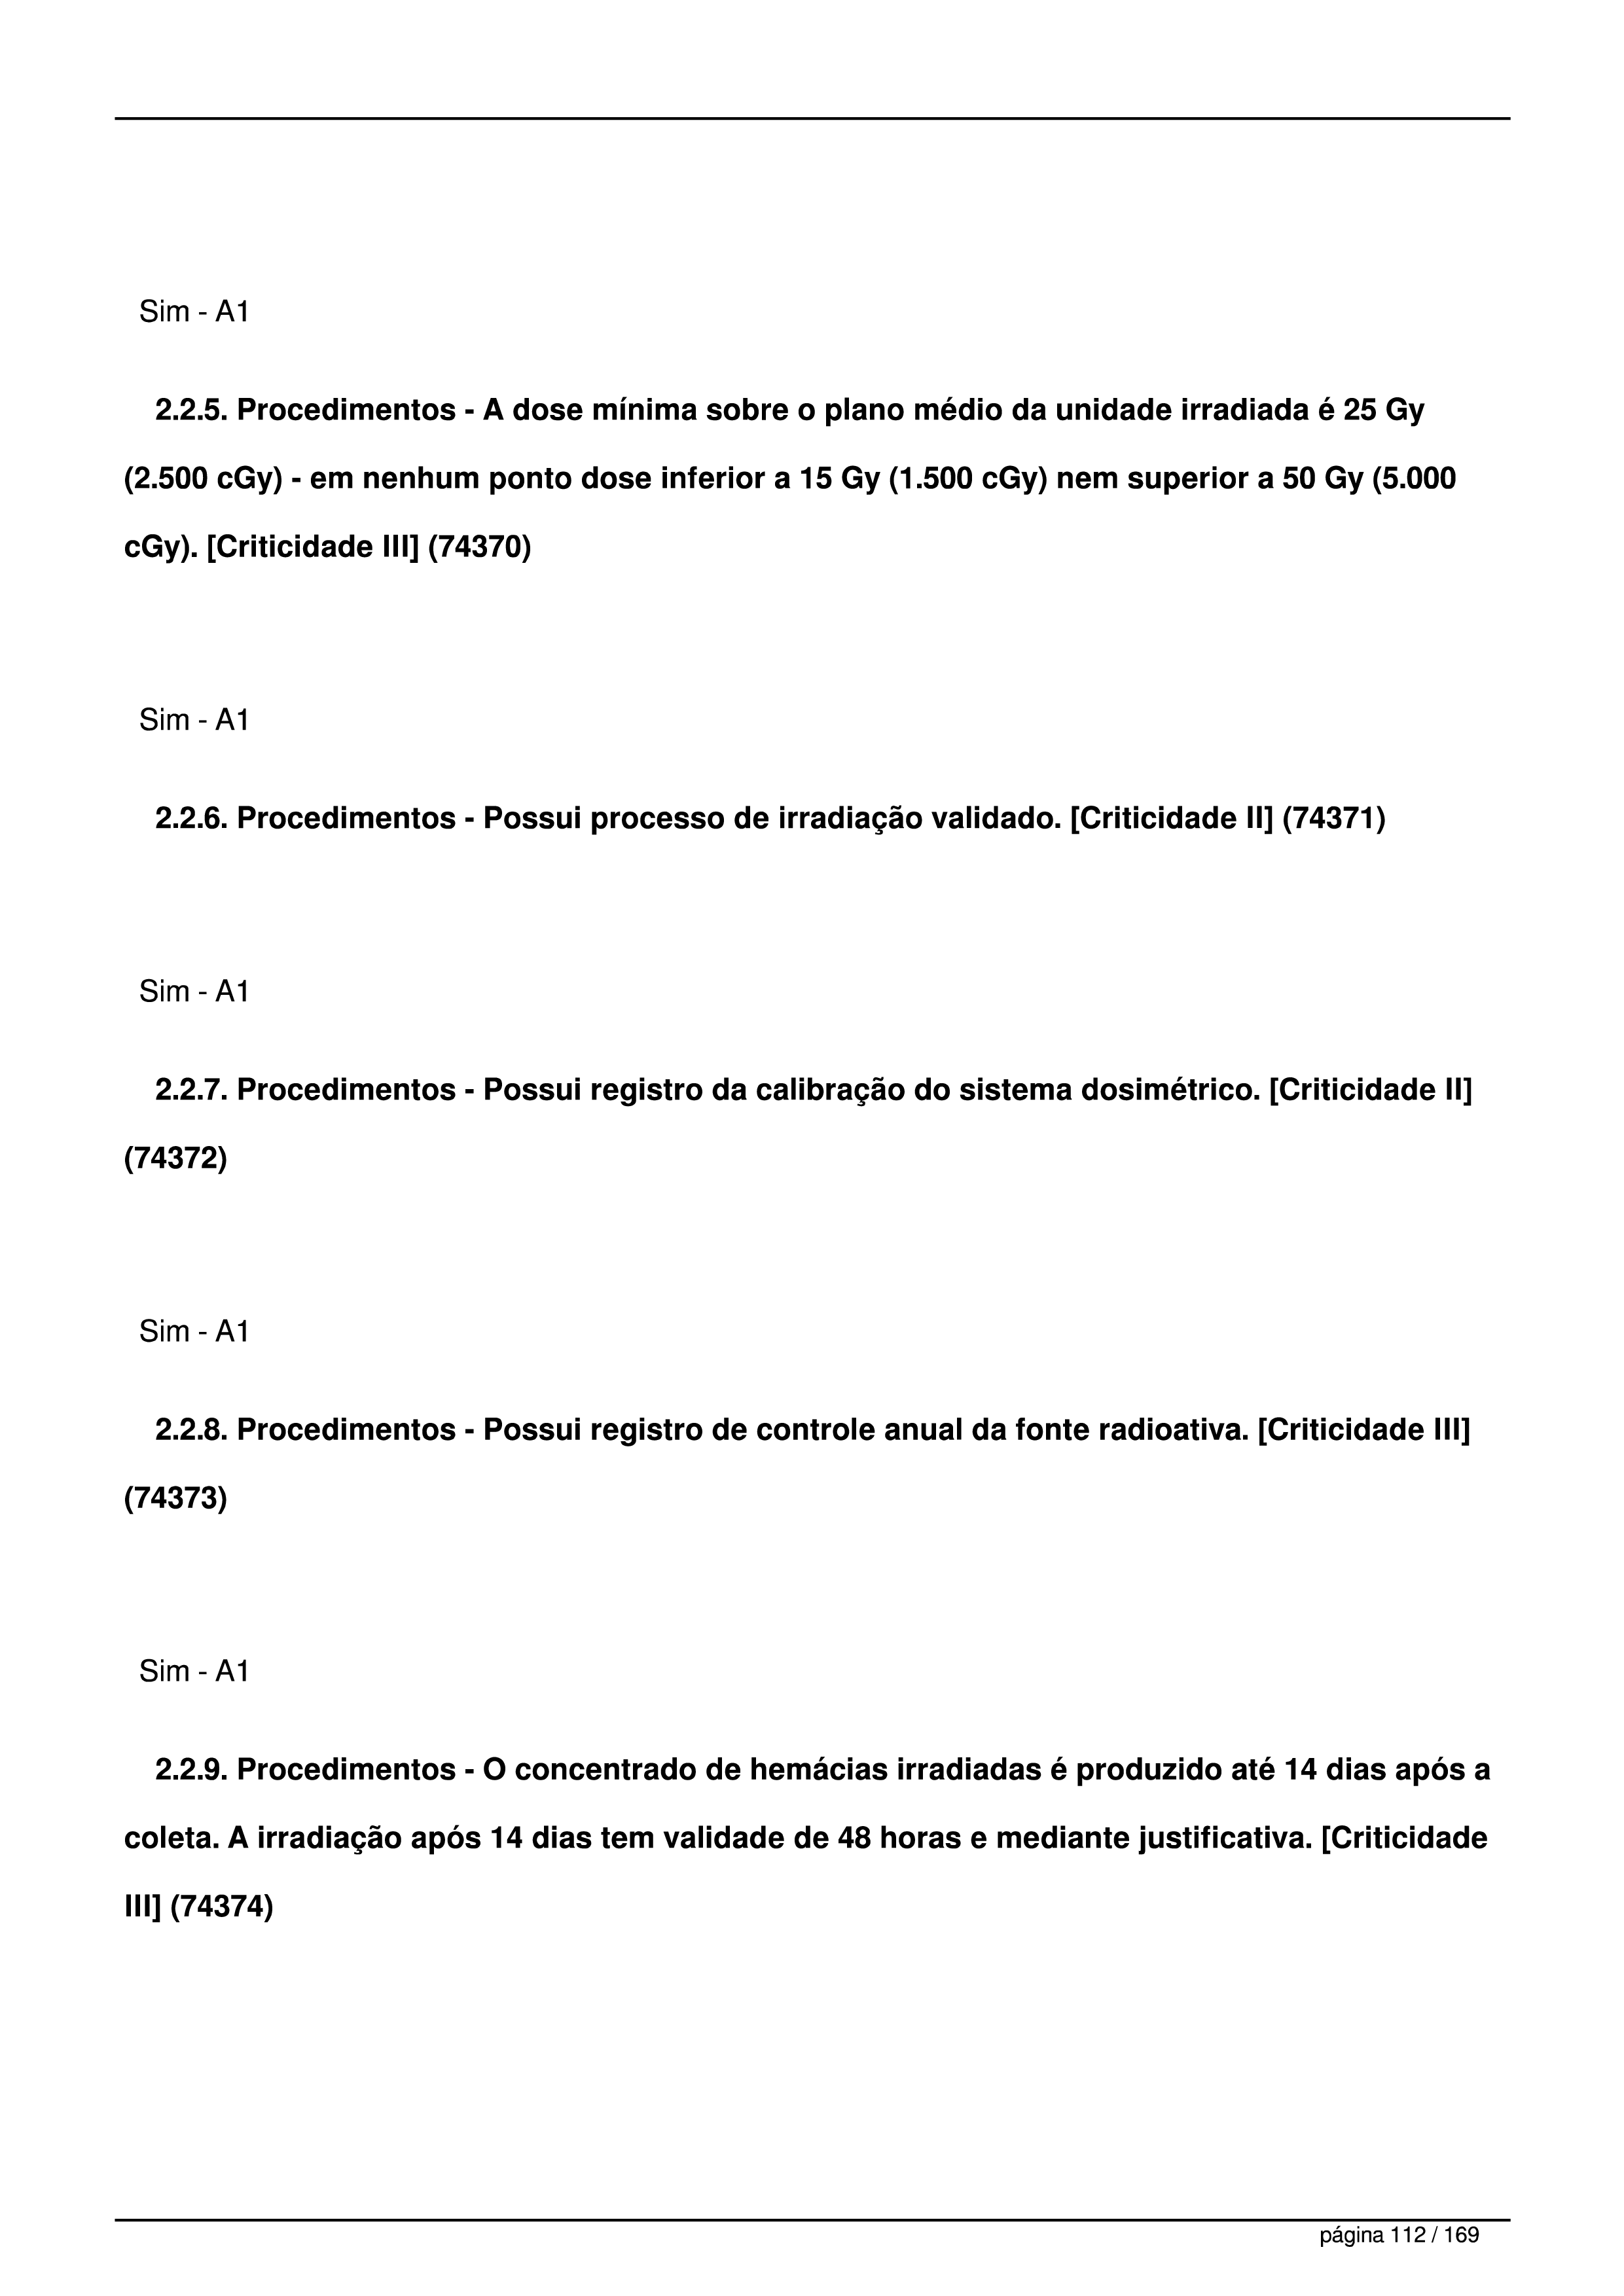 Sim - A1
2.2.5. Procedimentos - A dose mínima sobre o plano médio da unidade irradiada é 25 Gy
(2.500 cGy) - em nenhum ponto dose inferior a 15 Gy (1.500 cGy) nem superior a 50 Gy (5.000
cGy). [Criticidade III] (74370)
Sim - A1
2.2.6. Procedimentos - Possui processo de irradiação validado. [Criticidade II] (74371)
Sim - A1
2.2.7. Procedimentos - Possui registro da calibração do sistema dosimétrico. [Criticidade II]
(74372)
Sim - A1
2.2.8. Procedimentos - Possui registro de controle anual da fonte radioativa. [Criticidade III]
(74373)
Sim - A1
2.2.9. Procedimentos - O concentrado de hemácias irradiadas é produzido até 14 dias após a
coleta. A irradiação após 14 dias tem validade de 48 horas e mediante justificativa. [Criticidade
III] (74374)
página 112 / 169